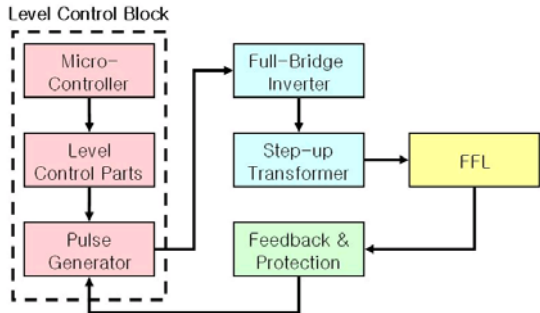 Level Control Block
Micro-
Controller
Level
Control Parts
Pulse
Generator
Full-Bridge
Inverter
Step-up
Transformer
FFL
Feedback &
Protection